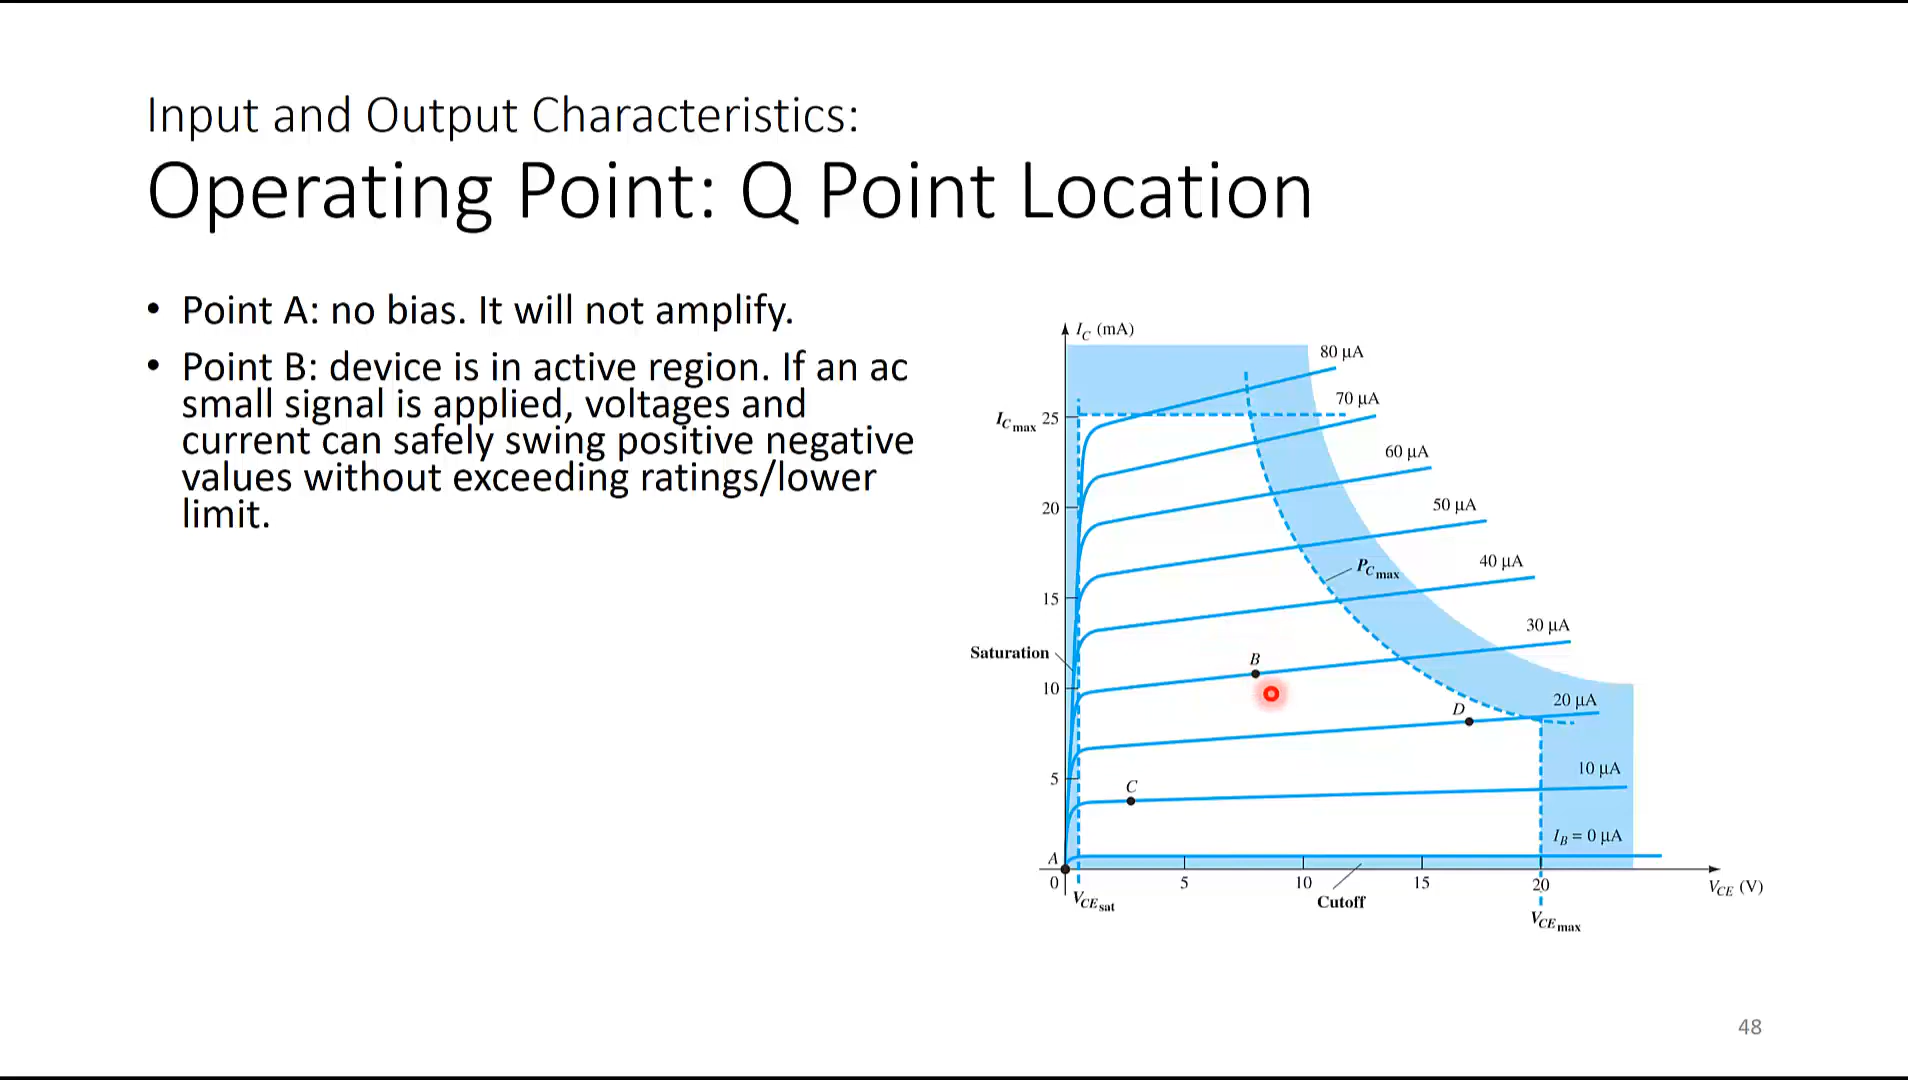 Input and Output Characteristics:
Operating Point: Q Point Location
• Point A: no bias. It will not amplify.
• Point B: device is in active region. If an ac
small signal is applied, voltages and
current can safely swing positive negative
values without exceeding ratings/lower
limit.
I_C (mA)
80 μA
70 μA
I_C max 25
60 μA
50 μA
20
40 μA
P_C max
15
30 μA
Saturation
B
10
20 μA
D
10 μA
5
C
I_B = 0 μA
A
0 5 10 15 20
V_CE (V)
V_CE sat
Cutoff
V_CE max
48